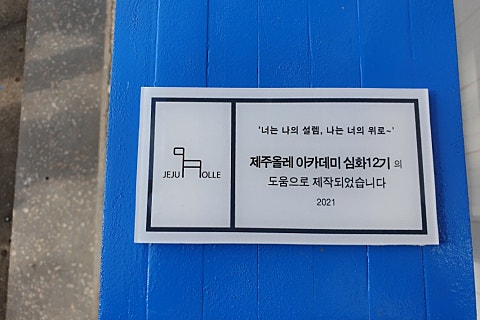 JEJU OLLE
'너는 나의 설렘, 나는 너의 위로~'
제주올레 아카데미 심화12기 의
도움으로 제작되었습니다
2021